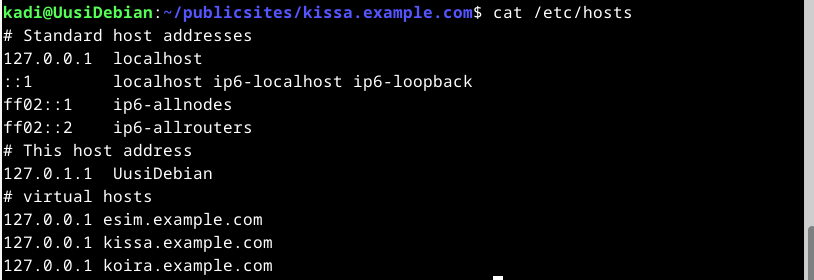 kadi@UusiDebian:~/publicsites/kissa.example.com$ cat /etc/hosts
# Standard host addresses
127.0.0.1  localhost
::1        localhost ip6-localhost ip6-loopback
ff02::1    ip6-allnodes
ff02::2    ip6-allrouters
# This host address
127.0.1.1  UusiDebian
# virtual hosts
127.0.0.1 esim.example.com
127.0.0.1 kissa.example.com
127.0.0.1 koira.example.com